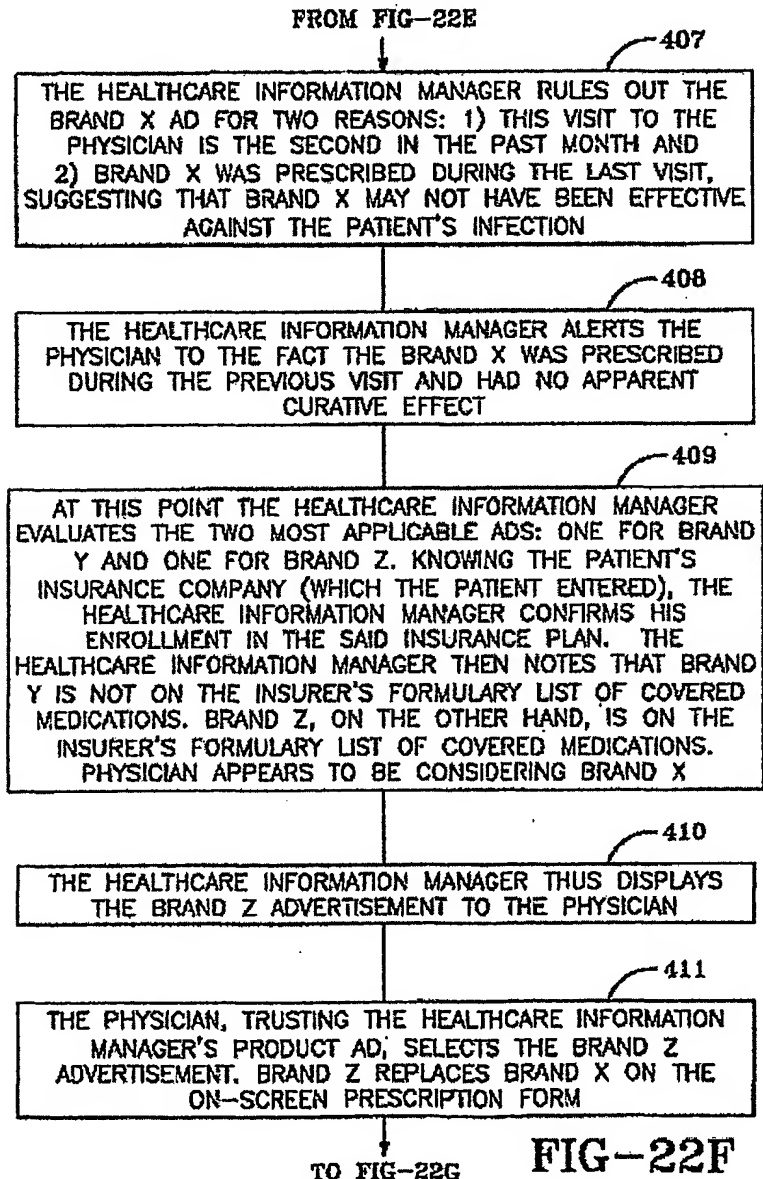 FROM FIG-22E
407
THE HEALTHCARE INFORMATION MANAGER RULES OUT THE
BRAND X AD FOR TWO REASONS: 1) THIS VISIT TO THE
PHYSICIAN IS THE SECOND IN THE PAST MONTH AND
2) BRAND X WAS PRESCRIBED DURING THE LAST VISIT,
SUGGESTING THAT BRAND X MAY NOT HAVE BEEN EFFECTIVE
AGAINST THE PATIENT'S INFECTION
408
THE HEALTHCARE INFORMATION MANAGER ALERTS THE
PHYSICIAN TO THE FACT THE BRAND X WAS PRESCRIBED
DURING THE PREVIOUS VISIT AND HAD NO APPARENT
CURATIVE EFFECT
409
AT THIS POINT THE HEALTHCARE INFORMATION MANAGER
EVALUATES THE TWO MOST APPLICABLE ADS: ONE FOR BRAND
Y AND ONE FOR BRAND Z. KNOWING THE PATIENT'S
INSURANCE COMPANY (WHICH THE PATIENT ENTERED), THE
HEALTHCARE INFORMATION MANAGER CONFIRMS HIS
ENROLLMENT IN THE SAID INSURANCE PLAN. THE
HEALTHCARE INFORMATION MANAGER THEN NOTES THAT BRAND
Y IS NOT ON THE INSURER'S FORMULARY LIST OF COVERED
MEDICATIONS. BRAND Z, ON THE OTHER HAND, IS ON THE
INSURER'S FORMULARY LIST OF COVERED MEDICATIONS.
PHYSICIAN APPEARS TO BE CONSIDERING BRAND X
410
THE HEALTHCARE INFORMATION MANAGER THUS DISPLAYS
THE BRAND Z ADVERTISEMENT TO THE PHYSICIAN
411
THE PHYSICIAN, TRUSTING THE HEALTHCARE INFORMATION
MANAGER'S PRODUCT AD, SELECTS THE BRAND Z
ADVERTISEMENT. BRAND Z REPLACES BRAND X ON THE
ON-SCREEN PRESCRIPTION FORM
TO FIG-22G
FIG-22F